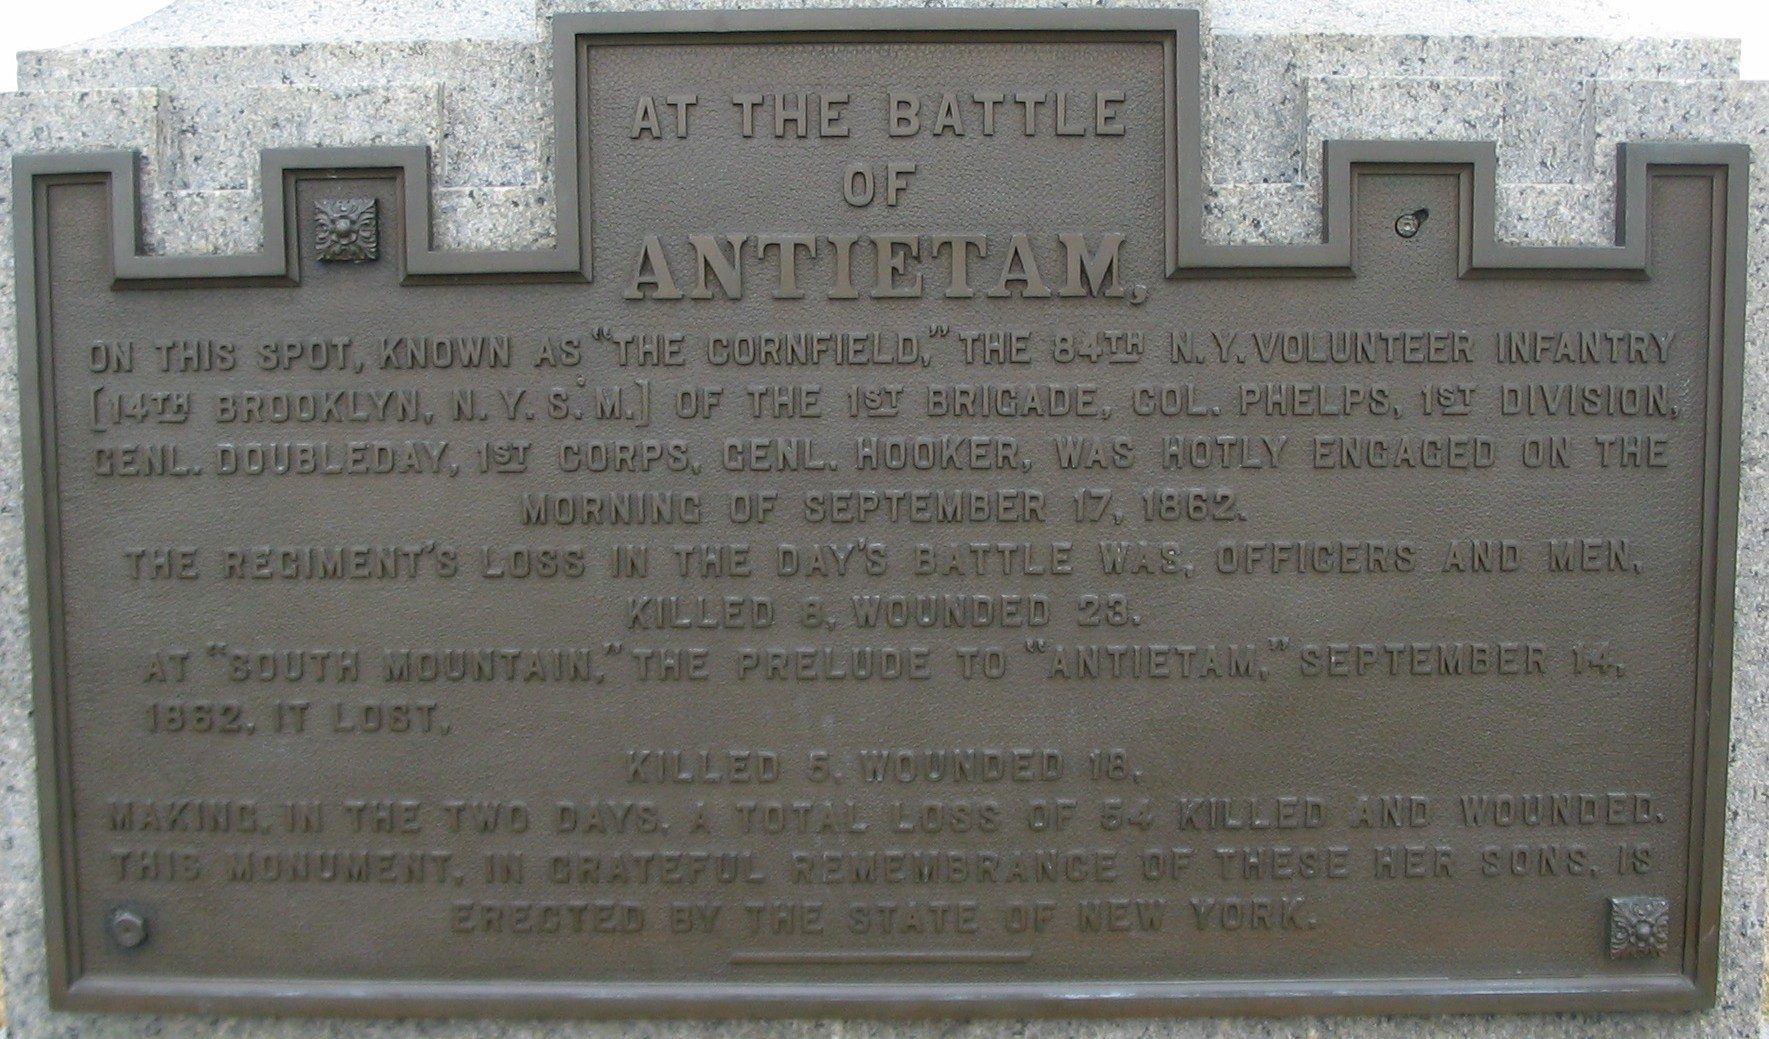 AT THE BATTLE
OF
ANTIETAM,
ON THIS SPOT, KNOWN AS "THE CORNFIELD," THE 84TH N.Y. VOLUNTEER INFANTRY
[14TH BROOKLYN, N.Y.S.M.] OF THE 1ST BRIGADE, COL. PHELPS, 1ST DIVISION,
GENL. DOUBLEDAY, 1ST CORPS, GENL. HOOKER, WAS HOTLY ENGAGED ON THE
MORNING OF SEPTEMBER 17, 1862.
THE REGIMENT'S LOSS IN THE DAY'S BATTLE WAS, OFFICERS AND MEN,
KILLED 8, WOUNDED 23.
AT "SOUTH MOUNTAIN," THE PRELUDE TO "ANTIETAM," SEPTEMBER 14,
1862, IT LOST,
KILLED 5, WOUNDED 18,
MAKING, IN THE TWO DAYS, A TOTAL LOSS OF 54 KILLED AND WOUNDED.
THIS MONUMENT, IN GRATEFUL REMEMBRANCE OF THESE HER SONS, IS
ERECTED BY THE STATE OF NEW YORK.